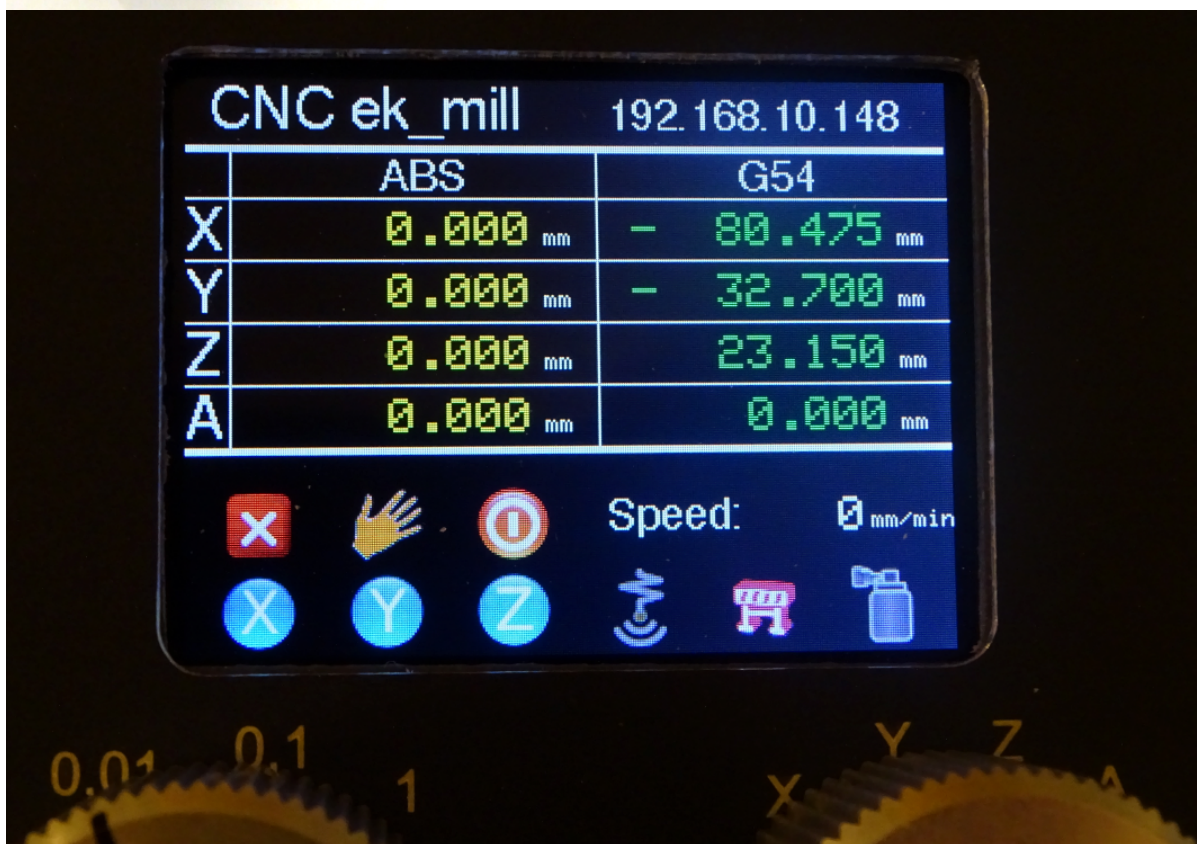 CNC ek_mill 192.168.10.148
ABS G54
X 0.000 mm - 80.475 mm
Y 0.000 mm - 32.700 mm
Z 0.000 mm 23.150 mm
A 0.000 mm 0.000 mm
Speed: 0 mm/min
X Y Z
0,01 0,1 1 X Y Z A